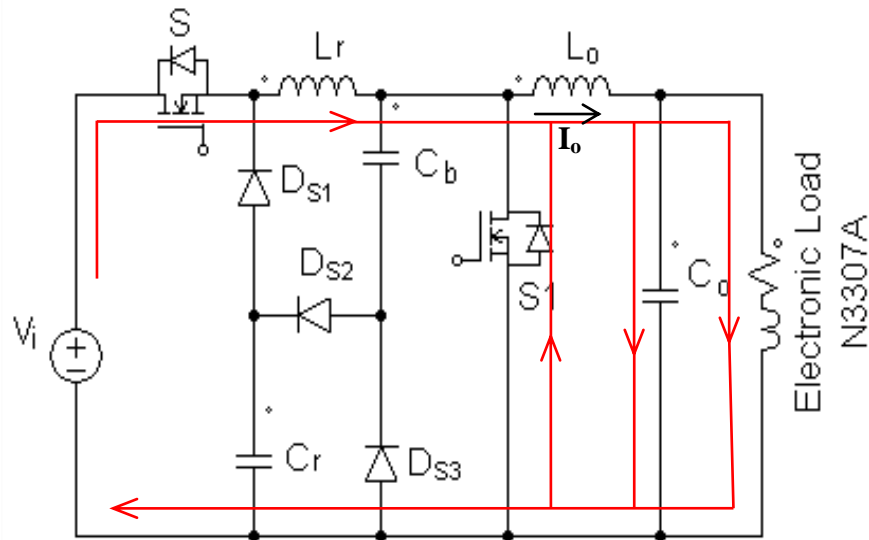 S
Lr
Lo
Io
DS1
Cb
DS2
S1
Co
Vi
Cr
DS3
Electronic Load
N3307A